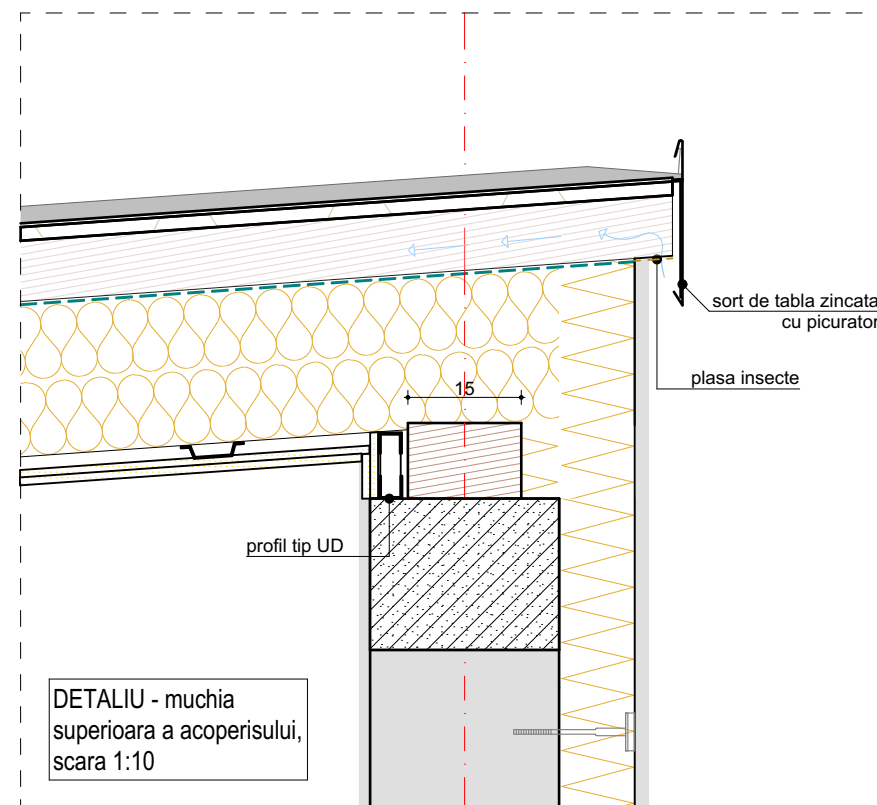 sort de tabla zincata
cu picurator
15
plasa insecte
profil tip UD
DETALIU - muchia
superioara a acoperisului,
scara 1:10